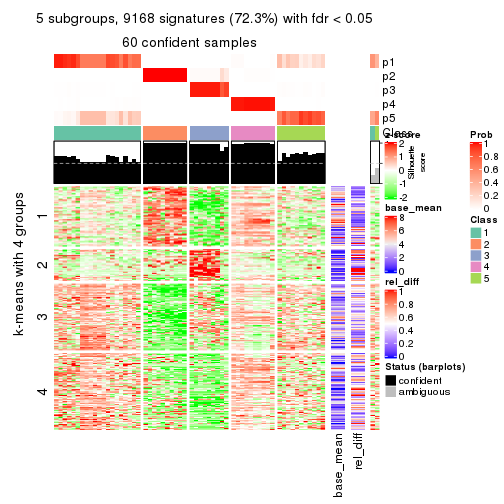 5 subgroups, 9168 signatures (72.3%) with fdr < 0.05
60 confident samples
p1
p2
p3
p4
p5
Class
z-score
2
1
0
-1
-2
Silhouette
score
k-means with 4 groups
1
2
3
4
base_mean
rel_diff
base_mean
8
6
4
2
0
rel_diff
1
0.8
0.6
0.4
0.2
0
Status (barplots)
confident
ambiguous
Prob
1
0.8
0.6
0.4
0.2
0
Class
1
2
3
4
5